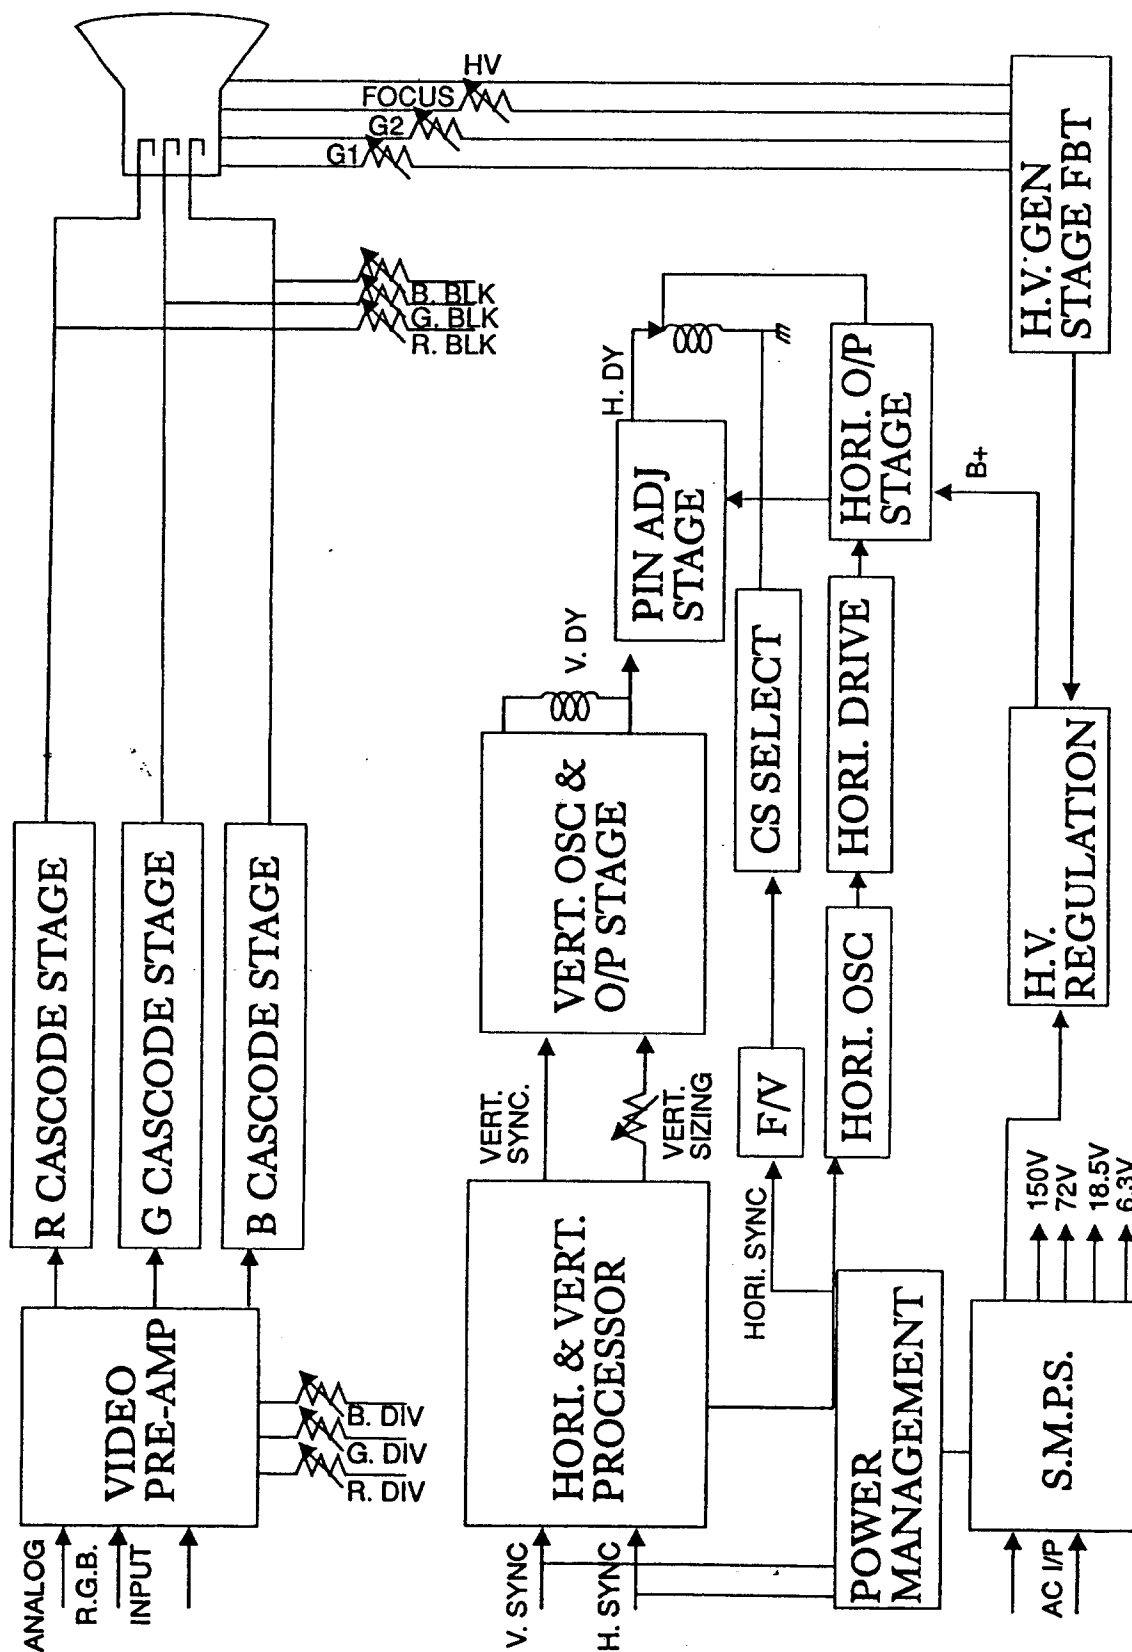 ANALOG
R.G.B.
INPUT
VIDEO
PRE-AMP
R. DIV
G. DIV
B. DIV
R CASCODE STAGE
G CASCODE STAGE
B CASCODE STAGE
R. BLK
G. BLK
B. BLK
G1
G2
FOCUS
HV
V. SYNC
H. SYNC
HORI. & VERT.
PROCESSOR
VERT.
SYNC.
VERT.
SIZING
VERT. OSC &
O/P STAGE
V. DY
PIN ADJ
STAGE
H. DY
HORI. SYNC
F/V
CS SELECT
HORI. OSC
HORI. DRIVE
HORI. O/P
STAGE
B+
POWER
MANAGEMENT
AC I/P
S.M.P.S.
150V
72V
18.5V
6.3V
H.V.
REGULATION
H.V. GEN
STAGE FBT